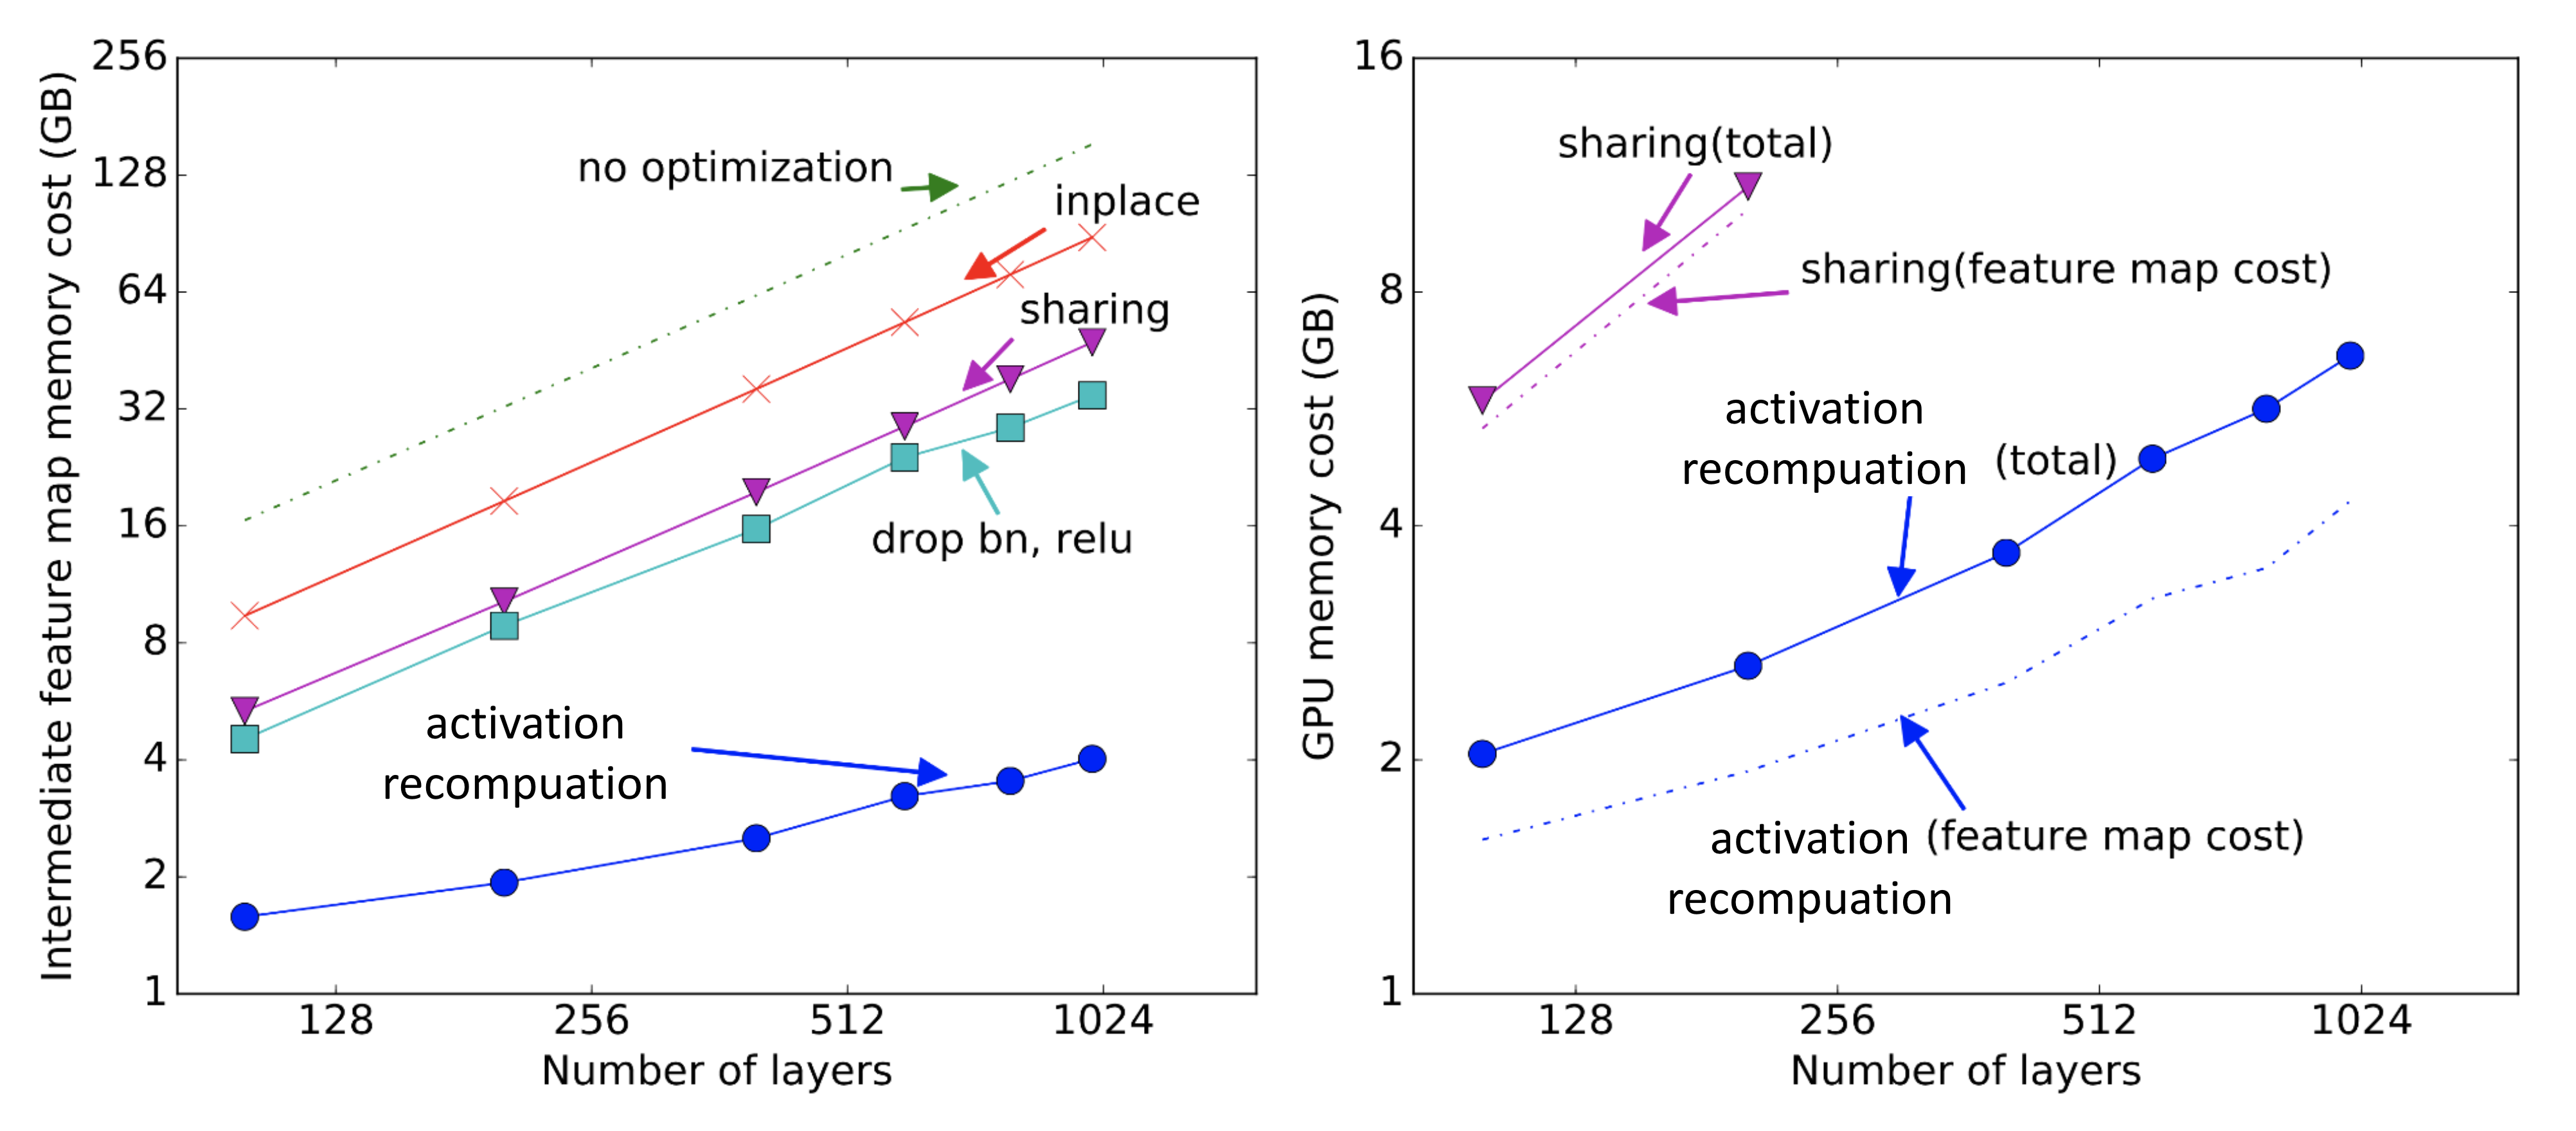 Intermediate feature map memory cost (GB)
256
128
64
32
16
8
4
2
1
128
256
512
1024
Number of layers
no optimization
inplace
sharing
drop bn, relu
activation
recompuation
GPU memory cost (GB)
16
8
4
2
1
128
256
512
1024
Number of layers
sharing(total)
sharing(feature map cost)
activation
recompuation (total)
activation (feature map cost)
recompuation